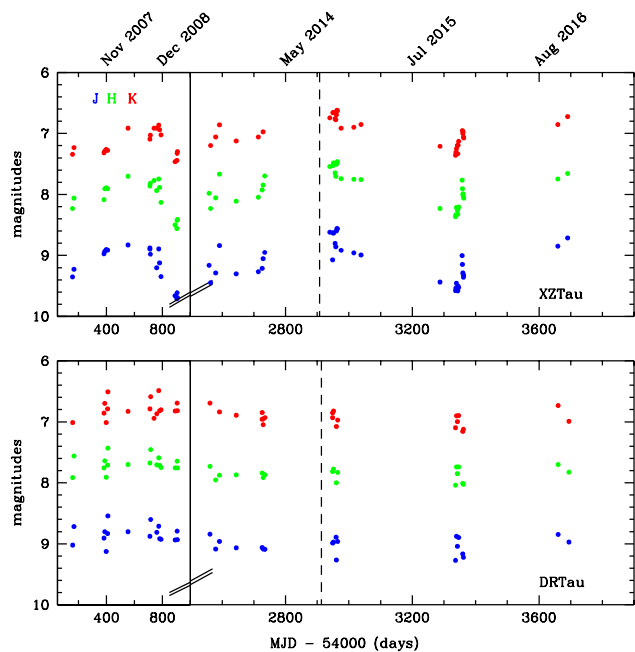 Nov 2007 Dec 2008 May 2014 Jul 2015 Aug 2016
6
J H K
7
8
9
10
magnitudes
XZTau
400 800 2800 3200 3600
6
7
8
9
10
magnitudes
DRTau
400 800 2800 3200 3600
MJD - 54000 (days)